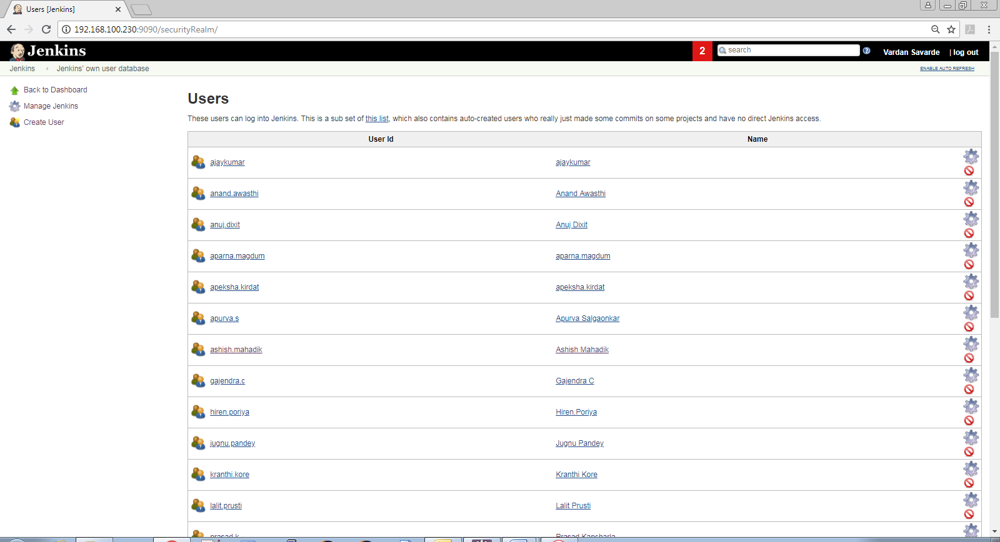 Users [Jenkins]
192.168.100.230:9090/securityRealm/
Jenkins
2
search
Vardan Savarde
| log out
Jenkins
Jenkins' own user database
ENABLE AUTO REFRESH
Back to Dashboard
Manage Jenkins
Create User
Users
These users can log into Jenkins. This is a sub set of this list, which also contains auto-created users who really just made some commits on some projects and have no direct Jenkins access.
User Id Name
ajaykumar ajaykumar
anand.awasthi Anand Awasthi
anuj.dixit Anuj Dixit
aparna.magdum aparna.magdum
apeksha.kirdat apeksha.kirdat
apurva.s Apurva Salgaonkar
ashish.mahadik Ashish Mahadik
gajendra.c Gajendra C
hiren.poriya Hiren.Poriya
jugnu.pandey Jugnu Pandey
kranthi.kore Kranthi Kore
lalit.prusti Lalit Prusti
prasad.k Prasad Kancharla